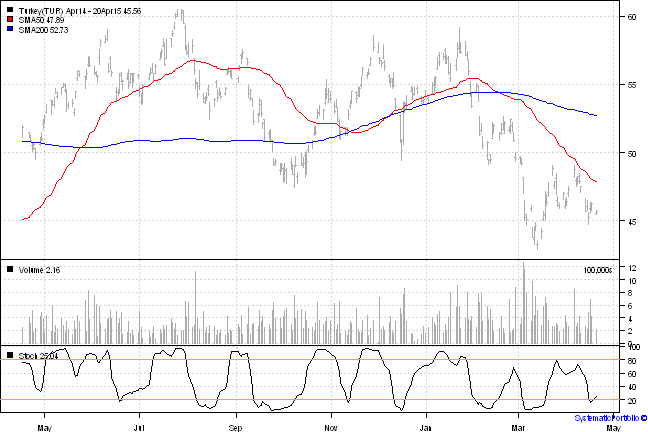 Turkey(TUR) Apr14 - 20Apr15 45.56
SMA50 47.89
SMA200 52.73
60
55
50
45
Volume 2.16
100,000s
12
10
8
6
4
2
0
Stoch 25.04
80
60
40
20
May
Jul
Sep
Nov
Jan
Mar
May
SystematicPortfolio ©